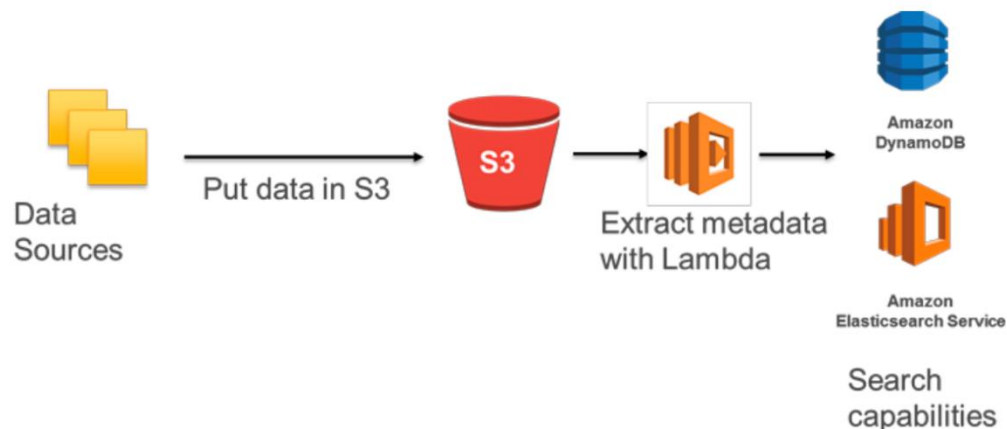 Data
Sources
Put data in S3
S3
Extract metadata
with Lambda
Amazon
DynamoDB
Amazon
Elasticsearch Service
Search
capabilities